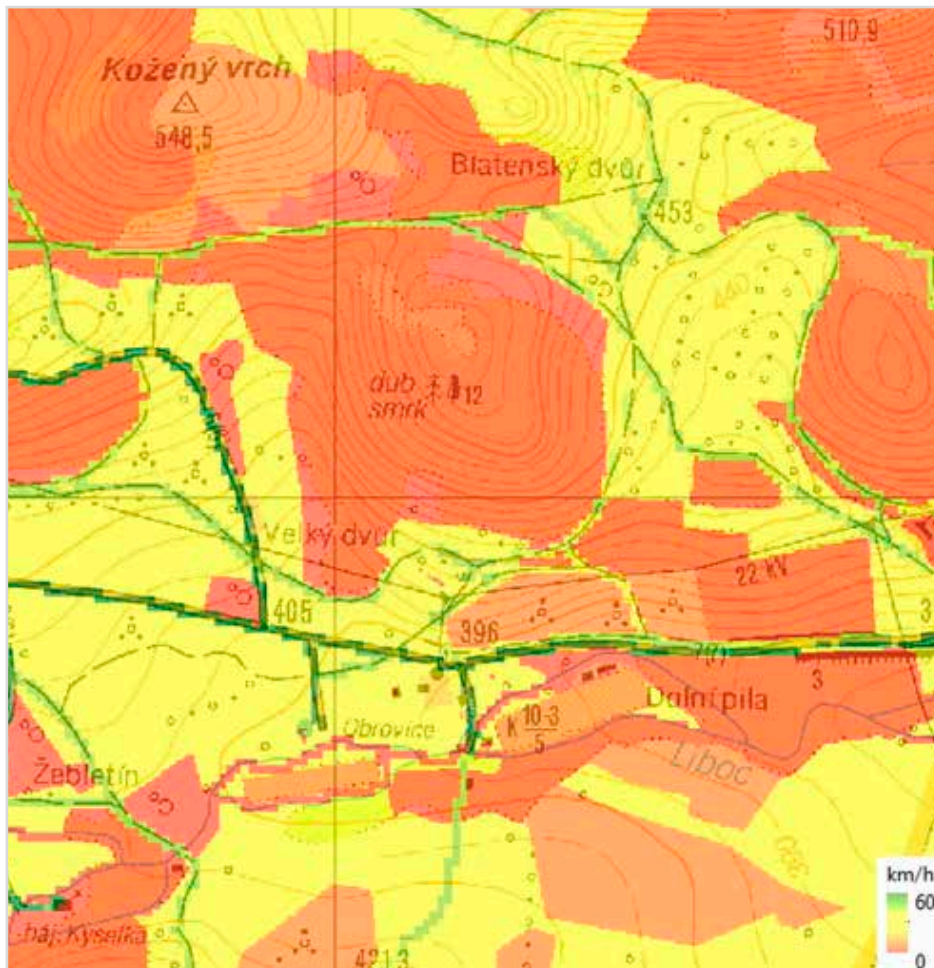 510,9
Kožený vrch
548,5
Blatenský dvůr
453
440
dub
smrk
12
Velký dvůr
22 kV
405
396
3
Dolní pila
Obrovice
K 10-3
5
Liboc
Žebletín
km/h
60
0
háj. Kyselka
421,3